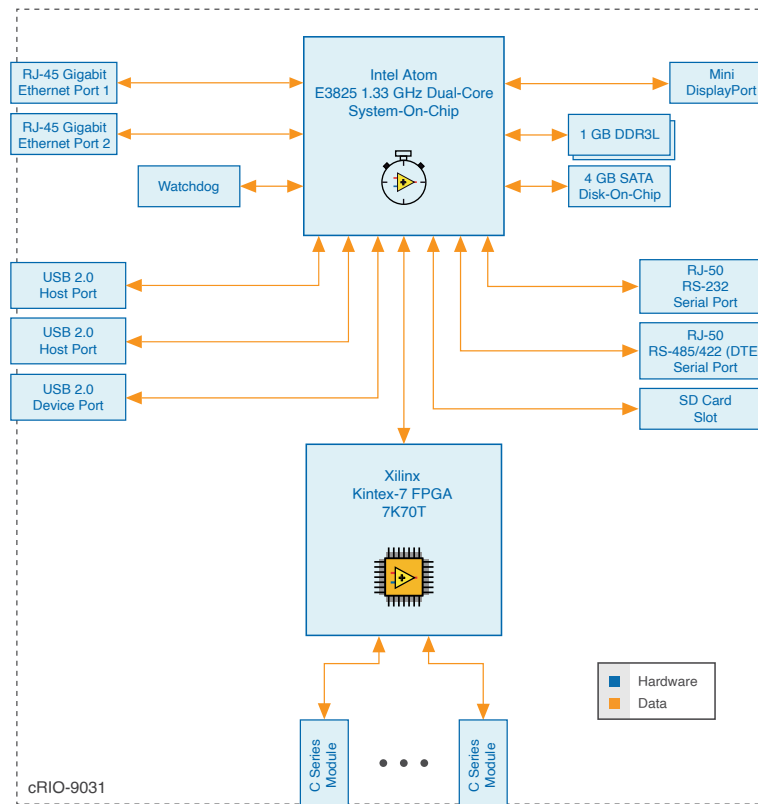 Intel Atom
E3825 1.33 GHz Dual-Core
System-On-Chip
RJ-45 Gigabit
Ethernet Port 1
RJ-45 Gigabit
Ethernet Port 2
Watchdog
Mini
DisplayPort
1 GB DDR3L
4 GB SATA
Disk-On-Chip
USB 2.0
Host Port
USB 2.0
Host Port
USB 2.0
Device Port
RJ-50
RS-232
Serial Port
RJ-50
RS-485/422 (DTE
Serial Port
SD Card
Slot
Xilinx
Kintex-7 FPGA
7K70T
C Series
Module
C Series
Module
Hardware
Data
cRIO-9031